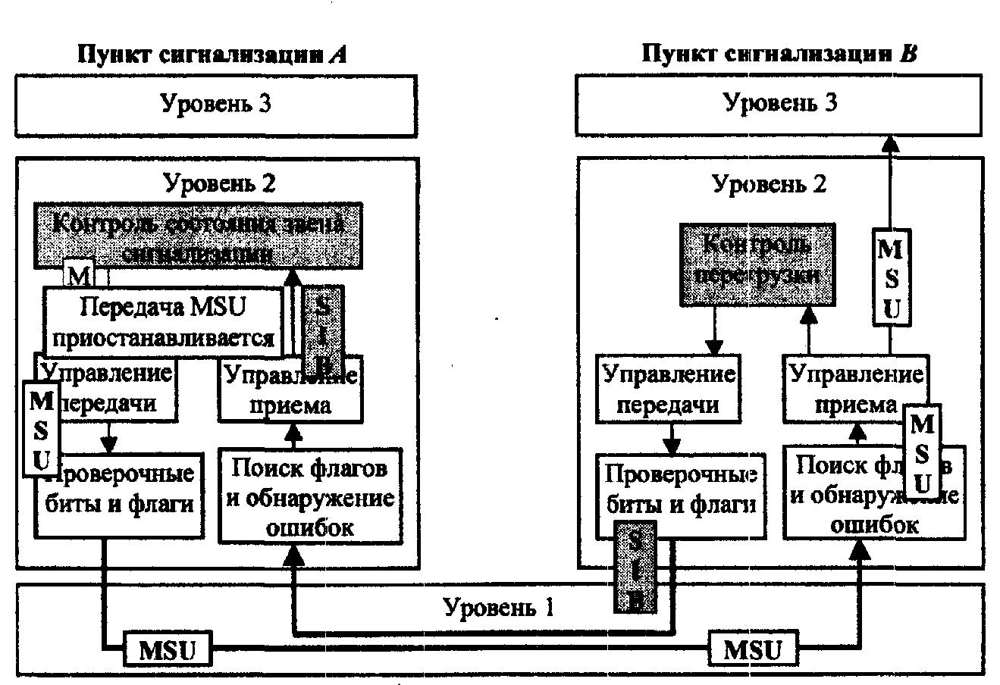 Пункт сигнализации A
Уровень 3
Уровень 2
Контроль состояния звена
сигнализации
М
Передача MSU
приостанавливается
S
I
B
Управление
передачи
Управление
приема
M
S
U
Проверочные
биты и флаги
Поиск флагов
и обнаружение
ошибок
Пункт сигнализации B
Уровень 3
Уровень 2
Контроль
перегрузки
M
S
U
Управление
передачи
Управление
приема
M
S
U
Проверочные
биты и флаги
Поиск флагов
и обнаружение
ошибок
S
I
B
Уровень 1
MSU
MSU